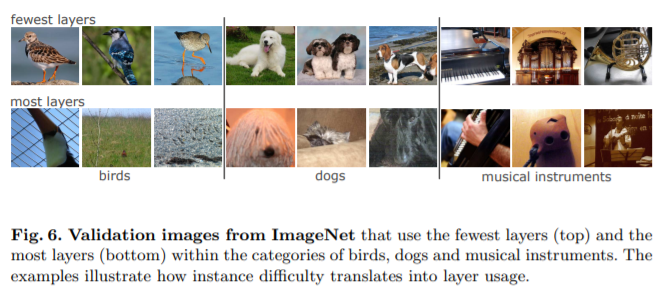 fewest layers
most layers
birds
dogs
musical instruments
Fig. 6. Validation images from ImageNet that use the fewest layers (top) and the
most layers (bottom) within the categories of birds, dogs and musical instruments. The
examples illustrate how instance difficulty translates into layer usage.